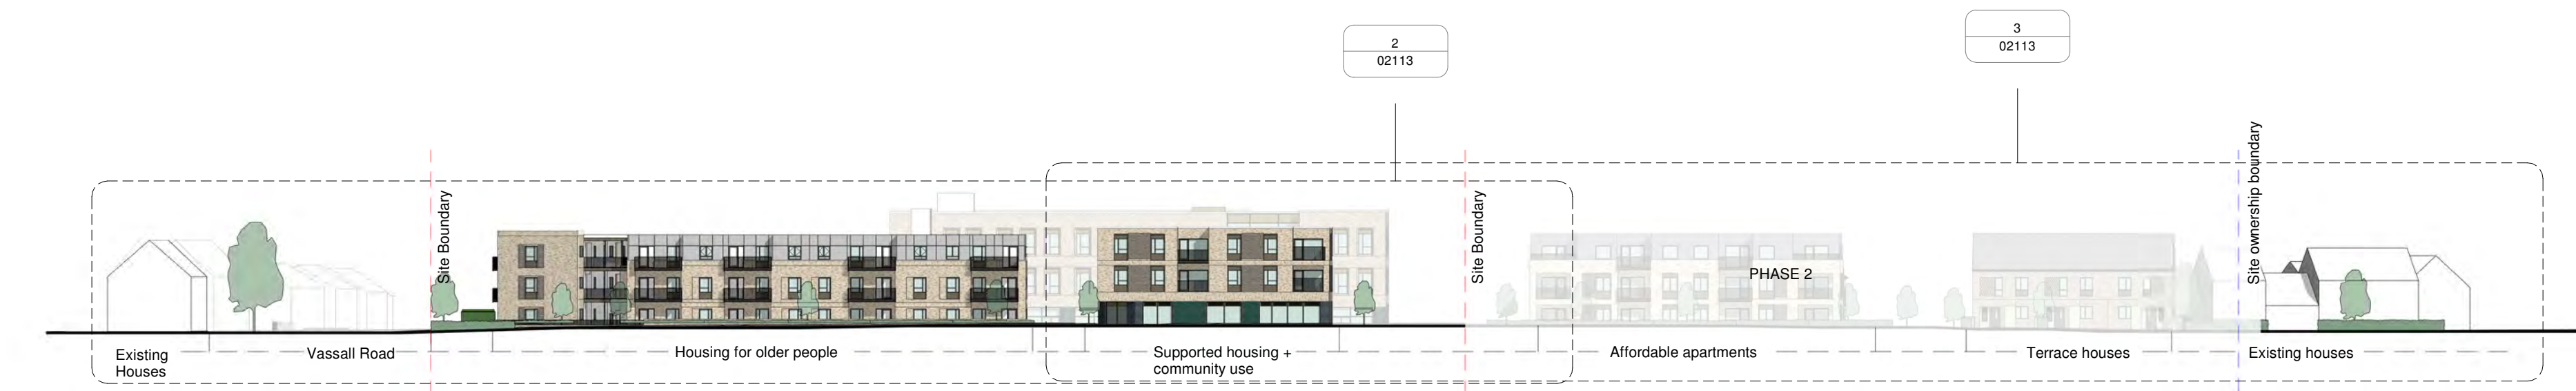 2
02113
3
02113
Site Boundary
Site Boundary
Site ownership boundary
PHASE 2
Existing
Houses
Vassall Road
Housing for older people
Supported housing +
community use
Affordable apartments
Terrace houses
Existing houses